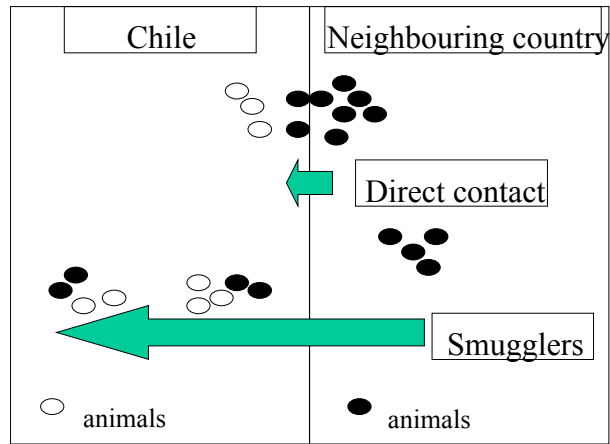 Chile
Neighbouring country
Direct contact
Smugglers
animals
animals